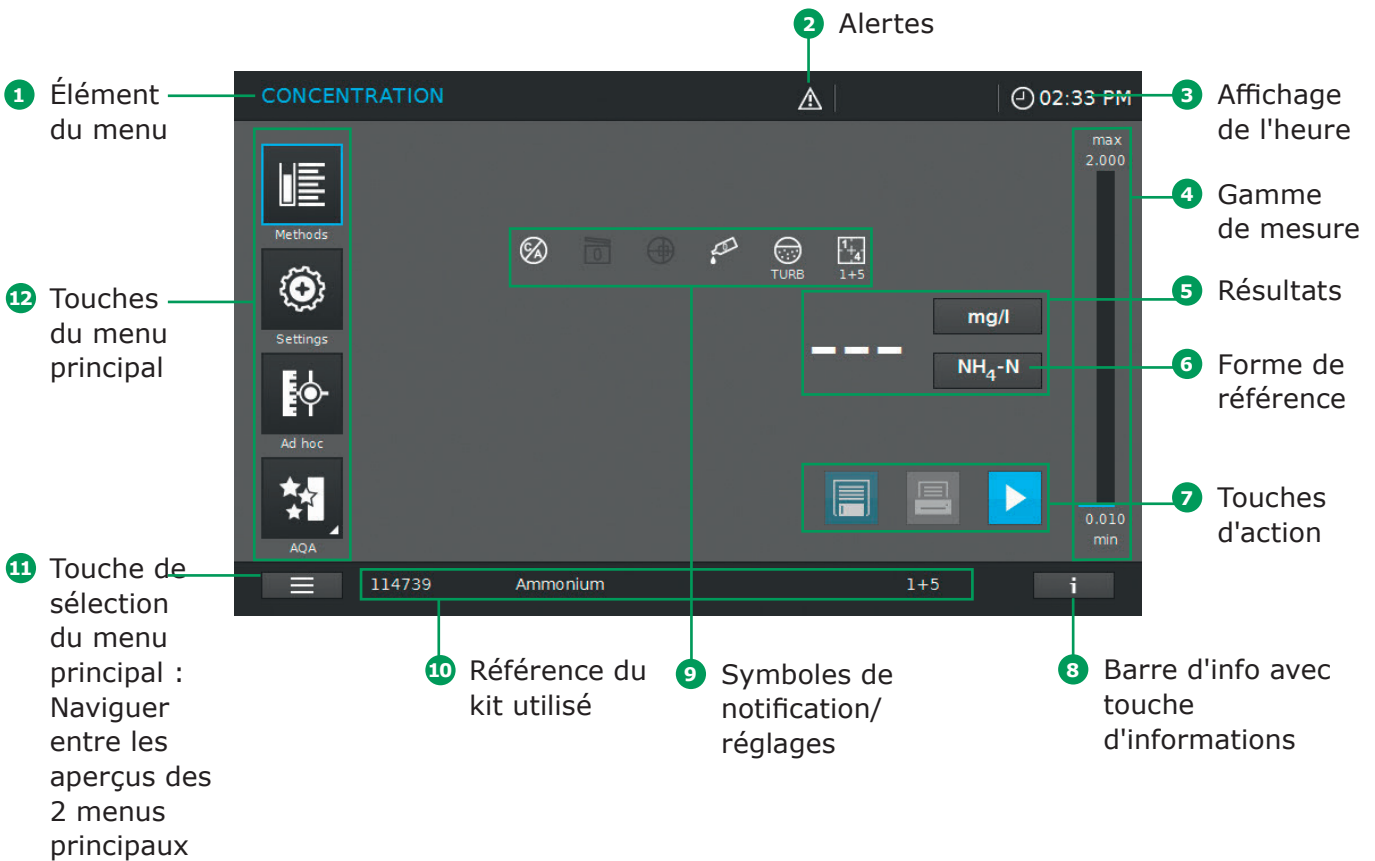 2 Alertes
1 Élément
du menu
CONCENTRATION
02:33 PM
3 Affichage
de l'heure
max
2.000
4 Gamme
de mesure
Methods
C/A
0
0
TURB
1 4
1+5
12 Touches
du menu
principal
Settings
5 Résultats
mg/l
---
NH₄-N
6 Forme de
référence
Ad hoc
7 Touches
d'action
0.010
min
AQA
11 Touche de
sélection
du menu
principal :
Naviguer
entre les
aperçus des
2 menus
principaux
114739 Ammonium 1+5
i
10 Référence du
kit utilisé
9 Symboles de
notification/
réglages
8 Barre d'info avec
touche
d'informations